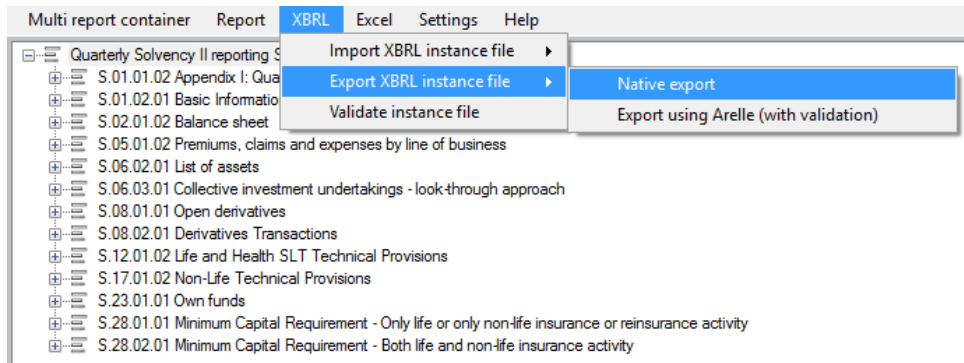 Multi report container Report XBRL Excel Settings Help
Quarterly Solvency II reporting
Import XBRL instance file
S.01.01.02 Appendix I: Qua
Export XBRL instance file
Native export
S.01.02.01 Basic Informatio
Validate instance file
Export using Arelle (with validation)
S.02.01.02 Balance sheet
S.05.01.02 Premiums, claims and expenses by line of business
S.06.02.01 List of assets
S.06.03.01 Collective investment undertakings - look-through approach
S.08.01.01 Open derivatives
S.08.02.01 Derivatives Transactions
S.12.01.02 Life and Health SLT Technical Provisions
S.17.01.02 Non-Life Technical Provisions
S.23.01.01 Own funds
S.28.01.01 Minimum Capital Requirement - Only life or only non-life insurance or reinsurance activity
S.28.02.01 Minimum Capital Requirement - Both life and non-life insurance activity